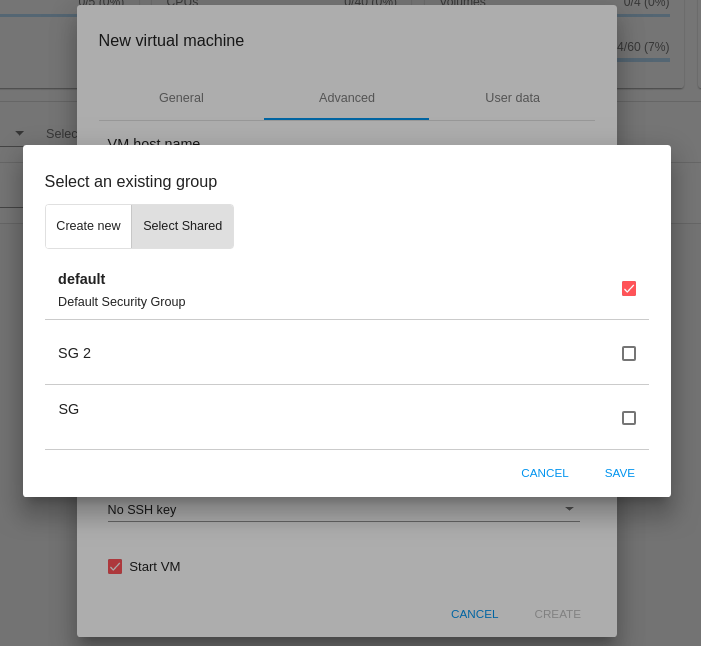 0/5 (0%)
CPUs
0/40 (0%)
Volumes
0/4 (0%)
New virtual machine
4/60 (7%)
General
Advanced
User data
Selec
VM host name
Select an existing group
Create new
Select Shared
default
Default Security Group
SG 2
SG
CANCEL
SAVE
No SSH key
Start VM
CANCEL
CREATE